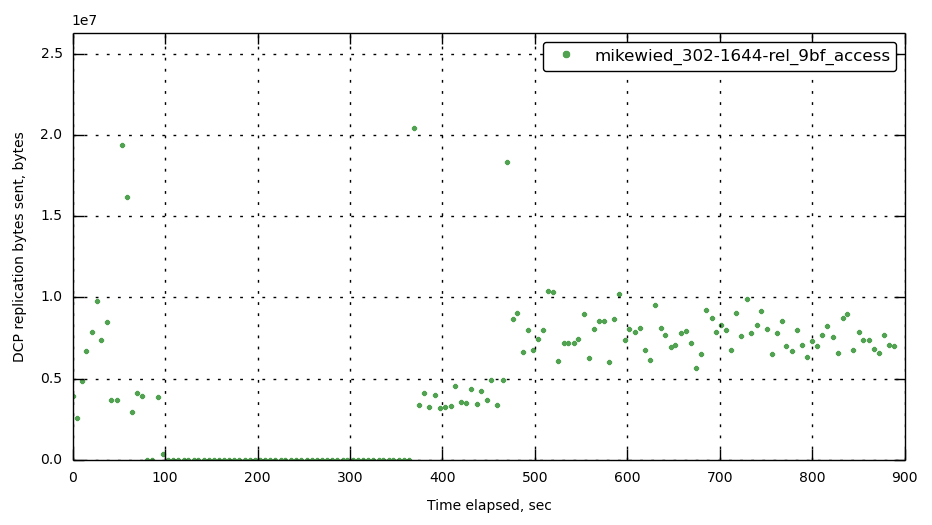 1e7
mikewied_302-1644-rel_9bf_access
2.5
2.0
1.5
1.0
0.5
0.0
DCP replication bytes sent, bytes
0 100 200 300 400 500 600 700 800 900
Time elapsed, sec